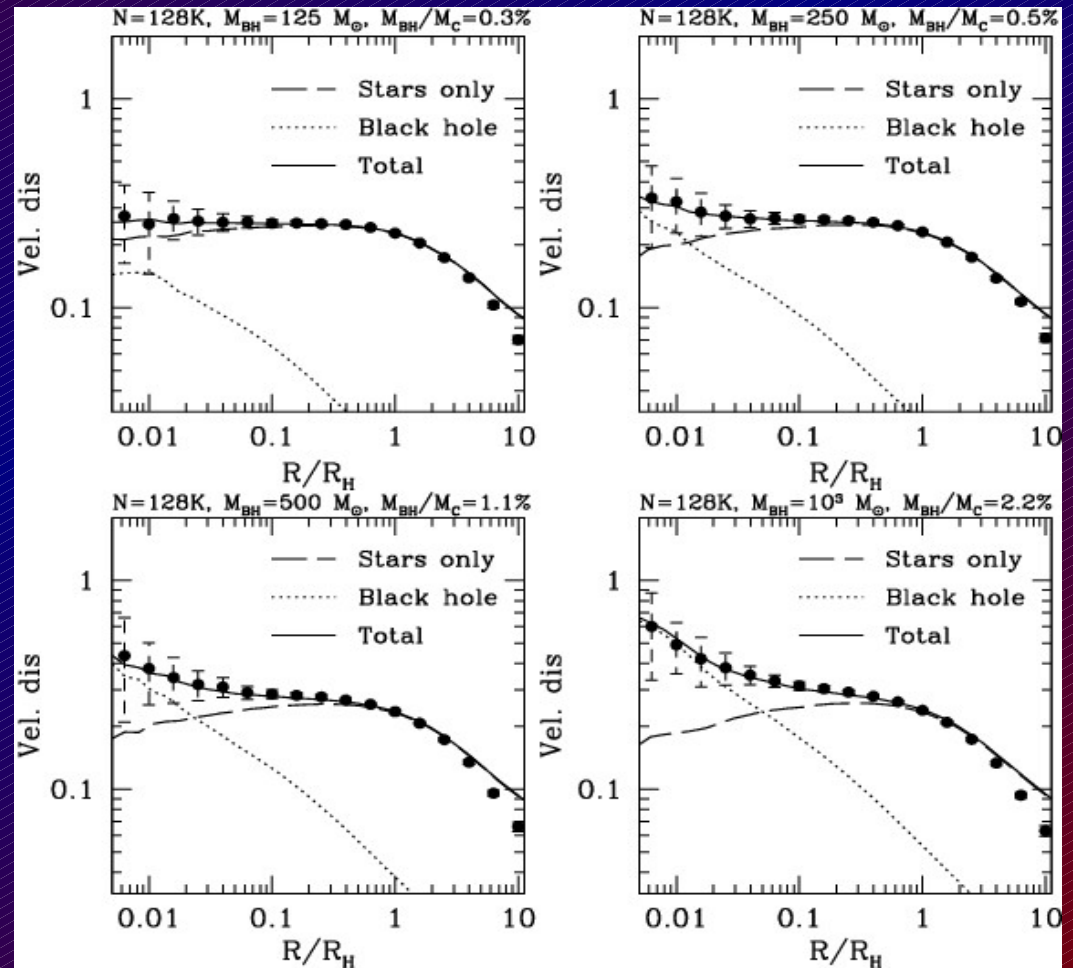 N=128K, M_BH=125 M_⊙, M_BH/M_C=0.3%
1
0.1
Vel. dis
Stars only
Black hole
Total
0.01 0.1 1 10
R/R_H
N=128K, M_BH=250 M_⊙, M_BH/M_C=0.5%
1
0.1
Vel. dis
Stars only
Black hole
Total
0.01 0.1 1 10
R/R_H
N=128K, M_BH=500 M_⊙, M_BH/M_C=1.1%
1
0.1
Vel. dis
Stars only
Black hole
Total
0.01 0.1 1 10
R/R_H
N=128K, M_BH=10³ M_⊙, M_BH/M_C=2.2%
1
0.1
Vel. dis
Stars only
Black hole
Total
0.01 0.1 1 10
R/R_H